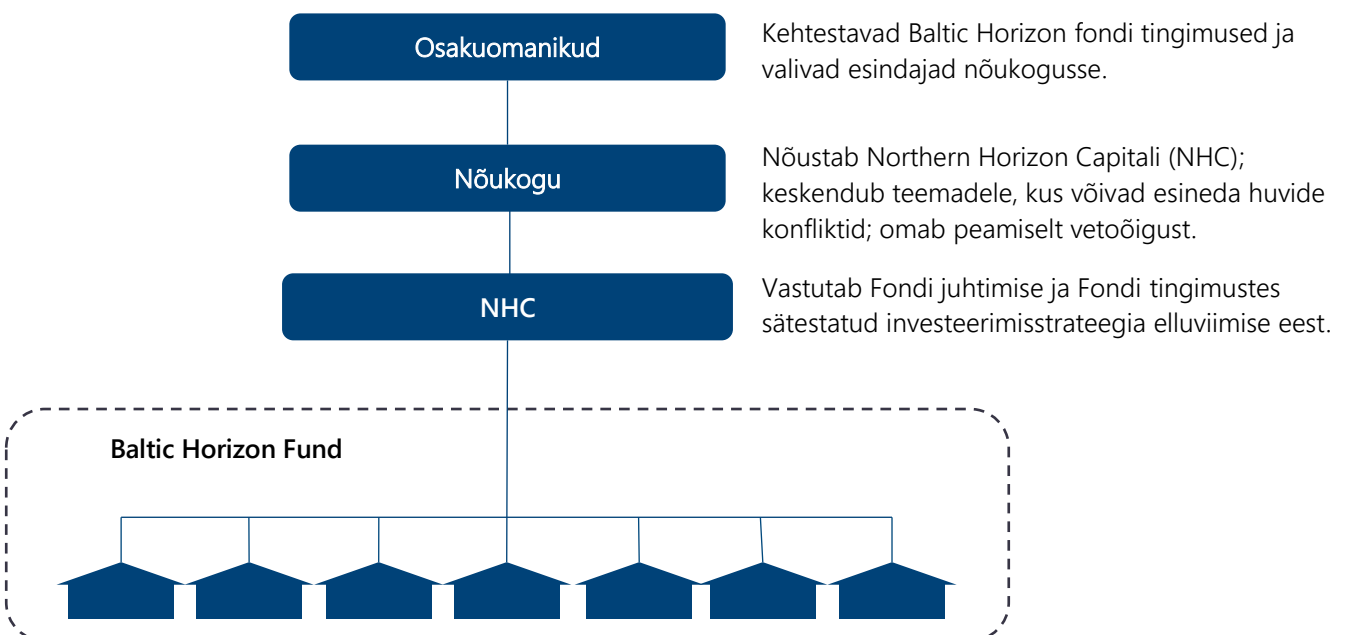 Osakuomanikud
Kehtestavad Baltic Horizon fondi tingimused ja
valivad esindajad nõukogusse.
Nõukogu
Nõustab Northern Horizon Capitali (NHC);
keskendub teemadele, kus võivad esineda huvide
konfliktid; omab peamiselt vetoõigust.
NHC
Vastutab Fondi juhtimise ja Fondi tingimustes
sätestatud investeerimisstrateegia elluviimise eest.
Baltic Horizon Fund